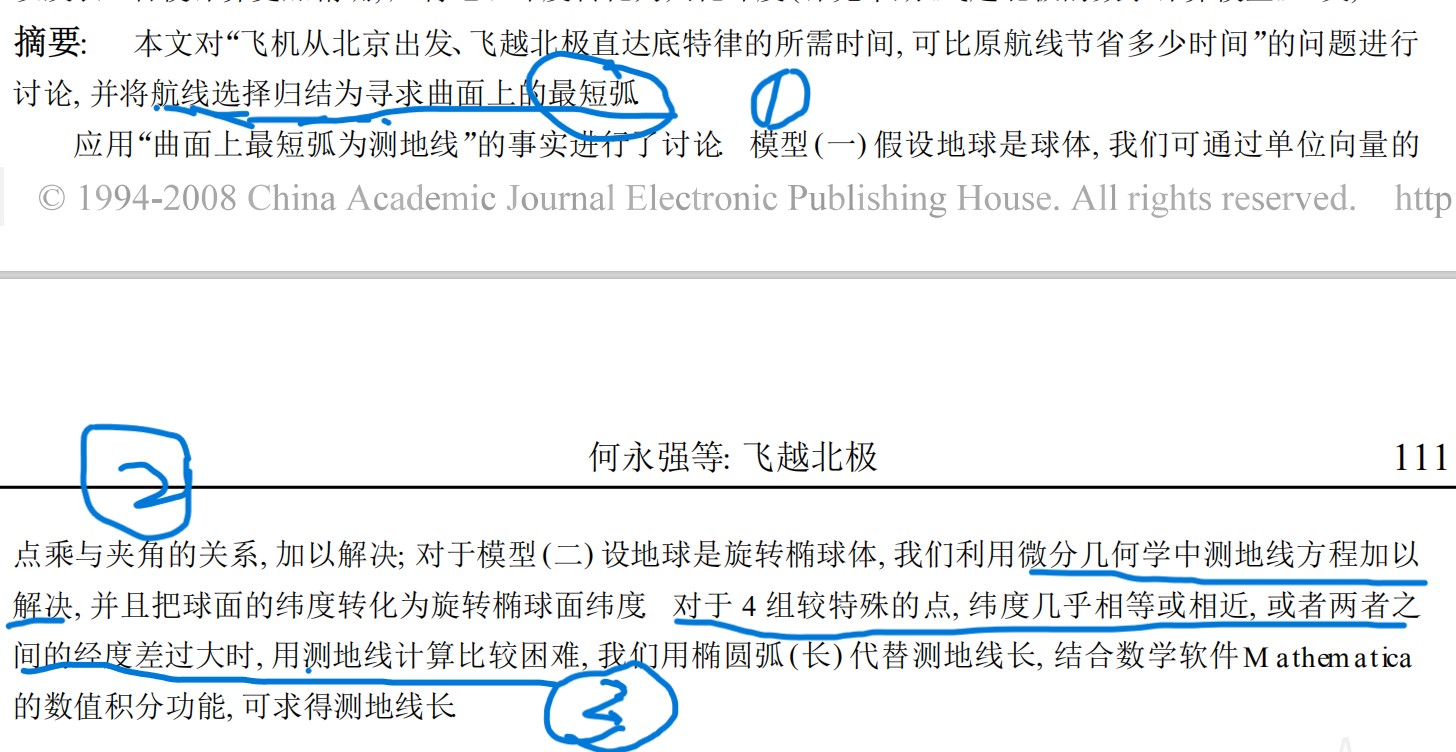 摘要: 本文对“飞机从北京出发、飞越北极直达底特律的所需时间, 可比原航线节省多少时间”的问题进行
讨论, 并将航线选择归结为寻求曲面上的最短弧.
①
应用“曲面上最短弧为测地线”的事实进行了讨论. 模型(一) 假设地球是球体, 我们可通过单位向量的
© 1994-2008 China Academic Journal Electronic Publishing House. All rights reserved. http
2
何永强等: 飞越北极 111
点乘与夹角的关系, 加以解决; 对于模型(二) 设地球是旋转椭球体, 我们利用微分几何学中测地线方程加以
解决, 并且把球面的纬度转化为旋转椭球面纬度. 对于 4 组较特殊的点, 纬度几乎相等或相近, 或者两者之
间的经度差过大时, 用测地线计算比较困难, 我们用椭圆弧(长) 代替测地线长, 结合数学软件Mathematica
的数值积分功能, 可求得测地线长.